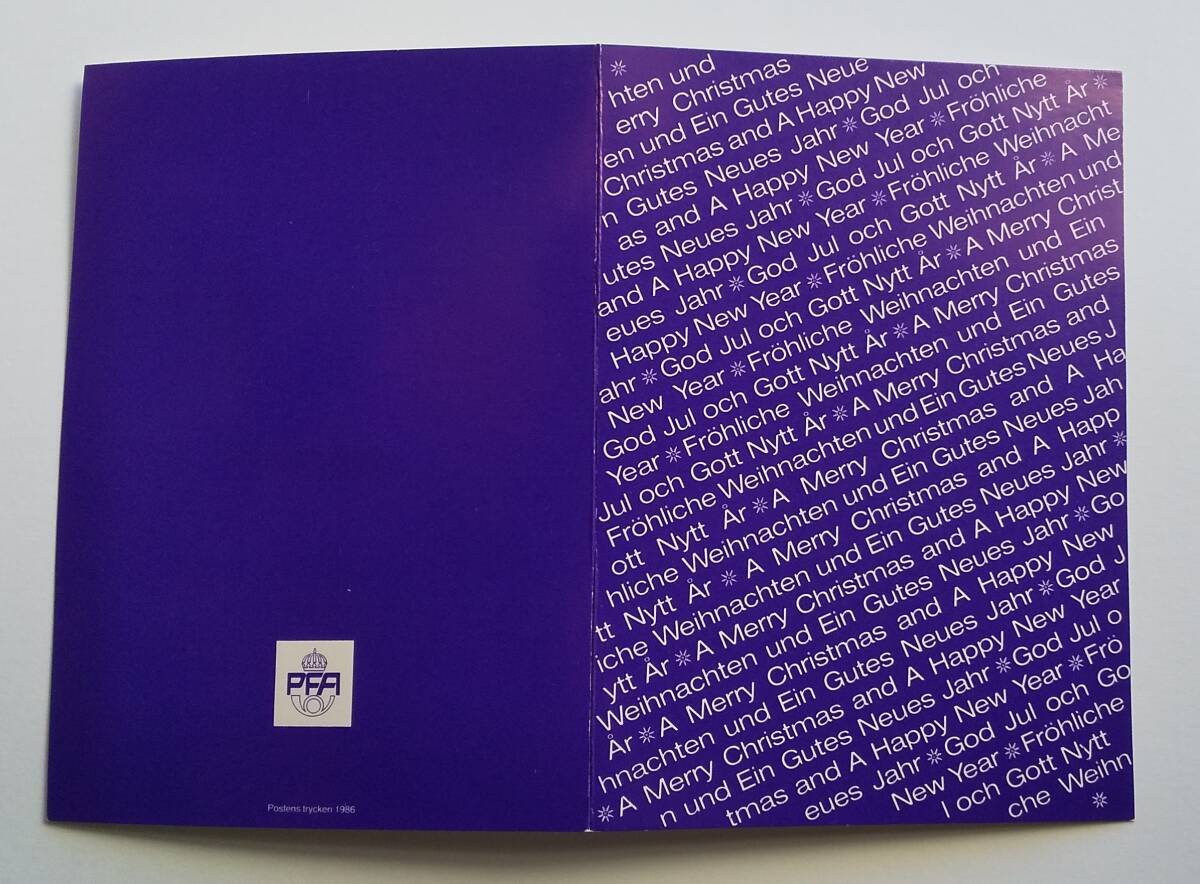 PFA
Postens trycken 1986
hten und
erry Christmas
en und Ein Gutes Neue
Christmas and A Happy New
n Gutes Neues Jahr ✳ God Jul och
as and A Happy New Year ✳ Fröhliche
utes Neues Jahr ✳ God Jul och Gott Nytt År ✳
and A Happy New Year ✳ Fröhliche Weihnacht
eues Jahr ✳ God Jul och Gott Nytt År ✳ A Me
Happy New Year ✳ Fröhliche Weihnachten und
ahr ✳ God Jul och Gott Nytt År ✳ A Merry Christ
New Year ✳ Fröhliche Weihnachten und Ein
God Jul och Gott Nytt År ✳ A Merry Christmas
Year ✳ Fröhliche Weihnachten und Ein Gutes
Jul och Gott Nytt År ✳ A Merry Christmas and
Fröhliche Weihnachten und Ein Gutes Neues J
ott Nytt År ✳ A Merry Christmas and A Ha
hliche Weihnachten und Ein Gutes Neues Jah
tt Nytt År ✳ A Merry Christmas and A Happ
iche Weihnachten und Ein Gutes Neues Jahr ✳
ytt År ✳ A Merry Christmas and A Happy New
Weihnachten und Ein Gutes Neues Jahr ✳ Go
År ✳ A Merry Christmas and A Happy New
hnachten und Ein Gutes Neues Jahr ✳ God J
✳ A Merry Christmas and A Happy New Year
n und Ein Gutes Neues Jahr ✳ God Jul o
tmas and A Happy New Year ✳ Frö
eues Jahr ✳ God Jul och Go
New Year ✳ Fröhliche
l och Gott Nytt
che Weihn